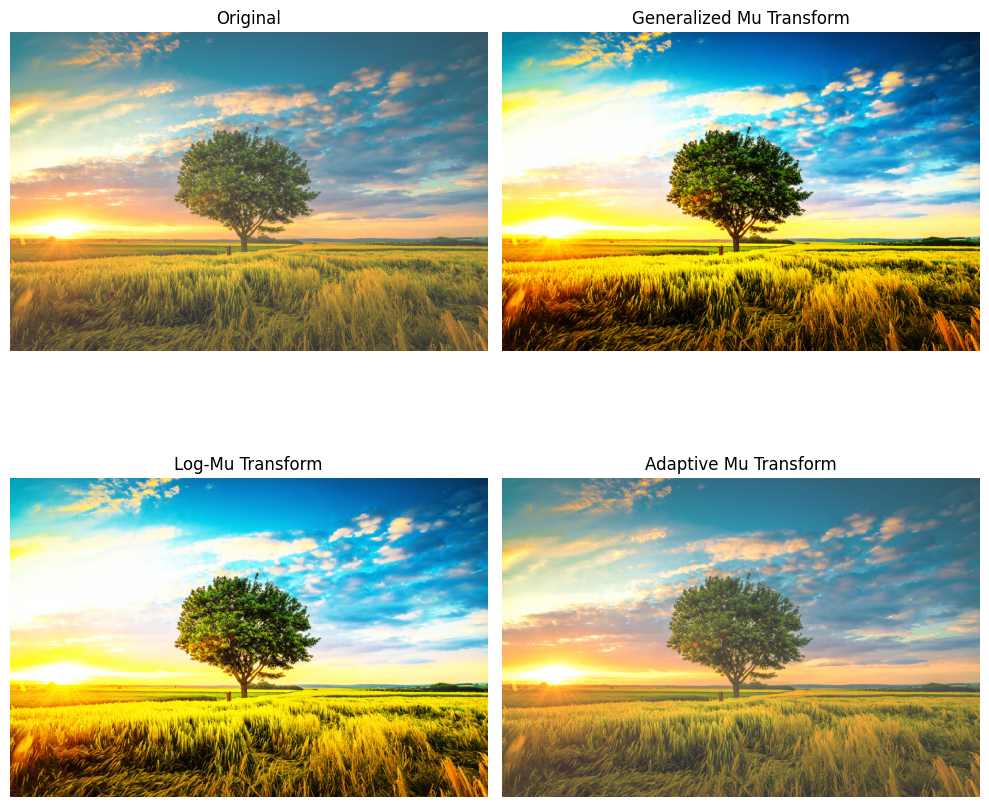 Original
Generalized Mu Transform
Log-Mu Transform
Adaptive Mu Transform